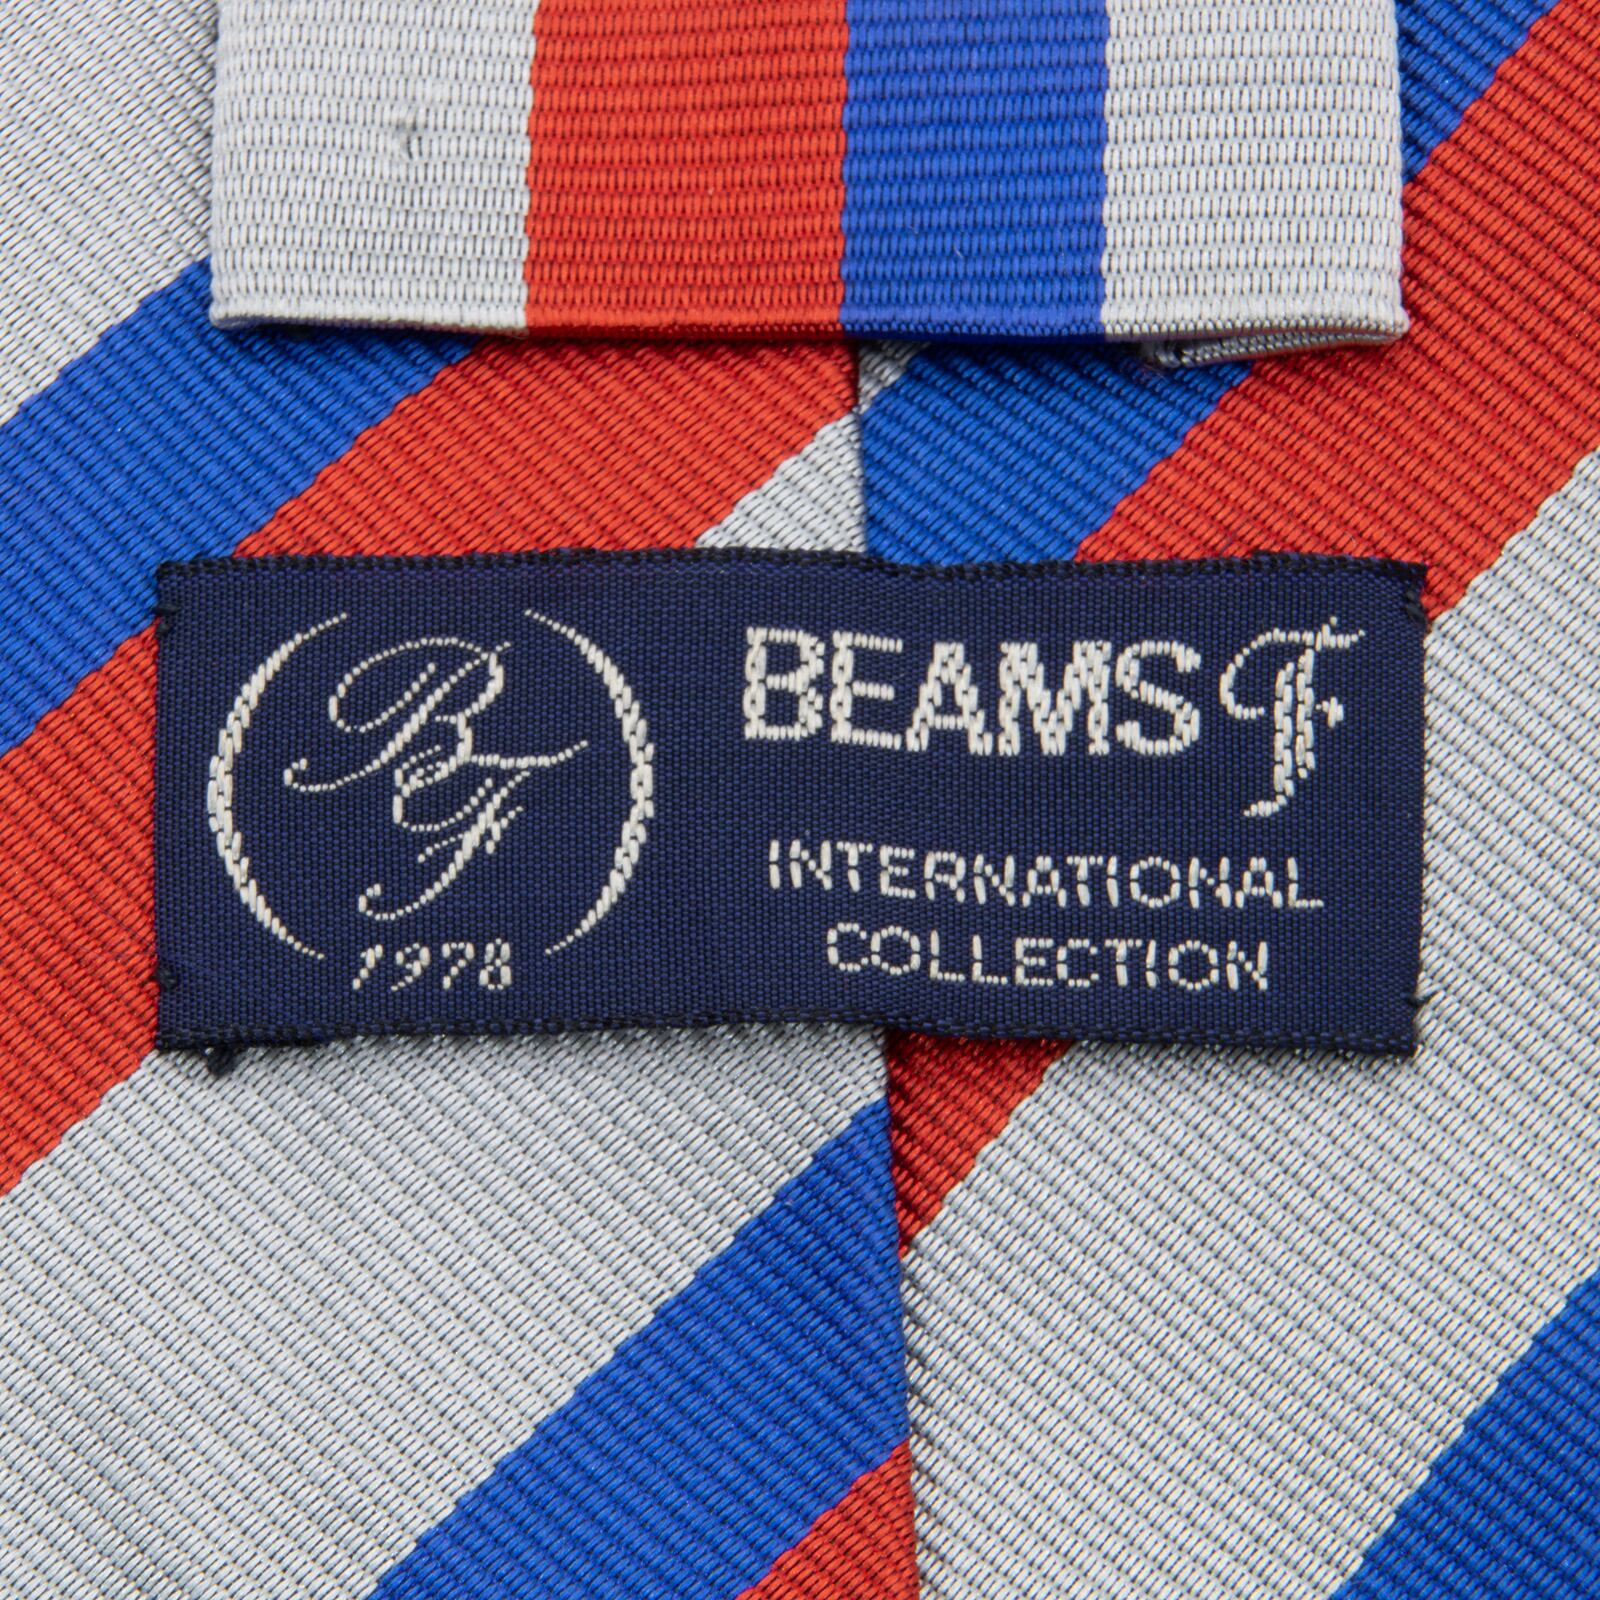 BF
1978
BEAMS F
INTERNATIONAL
COLLECTION